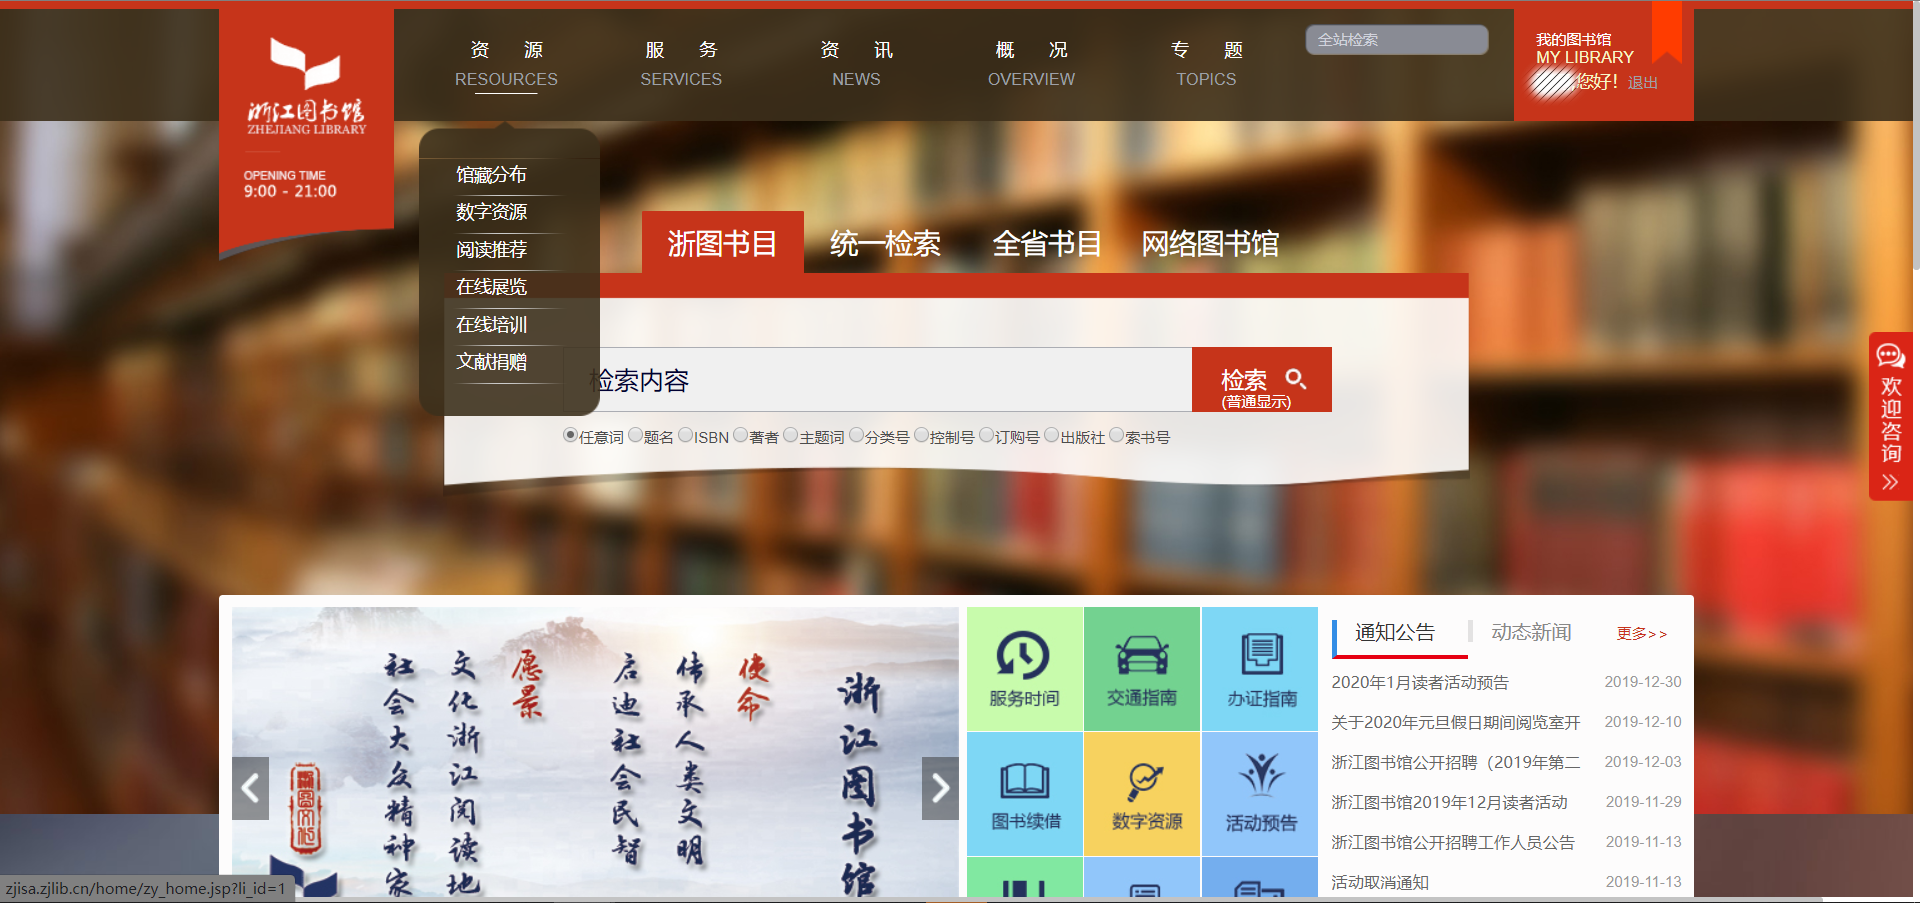 浙江图书馆
ZHEJIANG LIBRARY
OPENING TIME
9:00 - 21:00
资 源
RESOURCES
服 务
SERVICES
资 讯
NEWS
概 况
OVERVIEW
专 题
TOPICS
全站检索
我的图书馆
MY LIBRARY
您好! 退出
馆藏分布
数字资源
阅读推荐
在线展览
在线培训
文献捐赠
浙图书目
统一检索
全省书目
网络图书馆
检索内容
检索
(普通显示)
任意词 题名 ISBN 著者 主题词 分类号 控制号 订购号 出版社 索书号
欢迎咨询
浙江图书馆
使命
传承人类文明
启迪社会民智
愿景
文化浙江阅读地
社会大众精神家
服务时间
交通指南
办证指南
图书续借
数字资源
活动预告
通知公告
动态新闻
更多>>
2020年1月读者活动预告 2019-12-30
关于2020年元旦假日期间阅览室开 2019-12-10
浙江图书馆公开招聘（2019年第二 2019-12-03
浙江图书馆2019年12月读者活动 2019-11-29
浙江图书馆公开招聘工作人员公告 2019-11-13
活动取消通知 2019-11-13
zjisa.zjlib.cn/home/zy_home.jsp?li_id=1